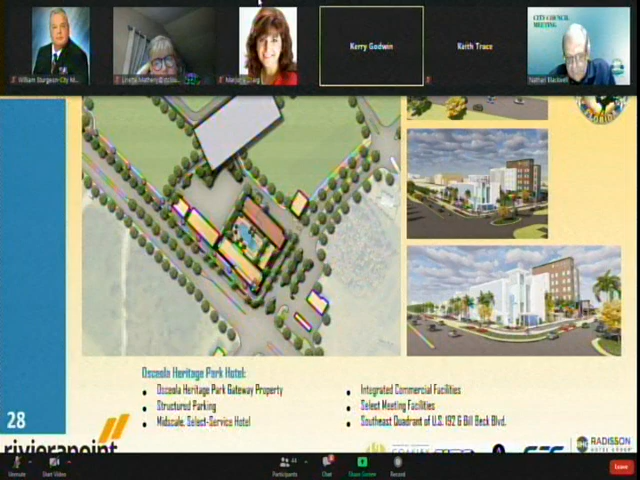 CITY COUNCIL
MEETING
Kerry Godwin
Keith Trace
William Sturgeon-City M...
Marjorie Craig
Nathan Blackwell
FLORIDA
Osceola Heritage Park Hotel:
Osceola Heritage Park Gateway Property
Structured Parking
Midscale, Select-Service Hotel
Integrated Commercial Facilities
Select Meeting Facilities
Southeast Quadrant of U.S. 192 & Bill Beck Blvd.
28
rivierapoint
RADISSON
HOTEL GROUP
Unmute
Start Video
Participants
44
Chat
Share Screen
Record
Leave